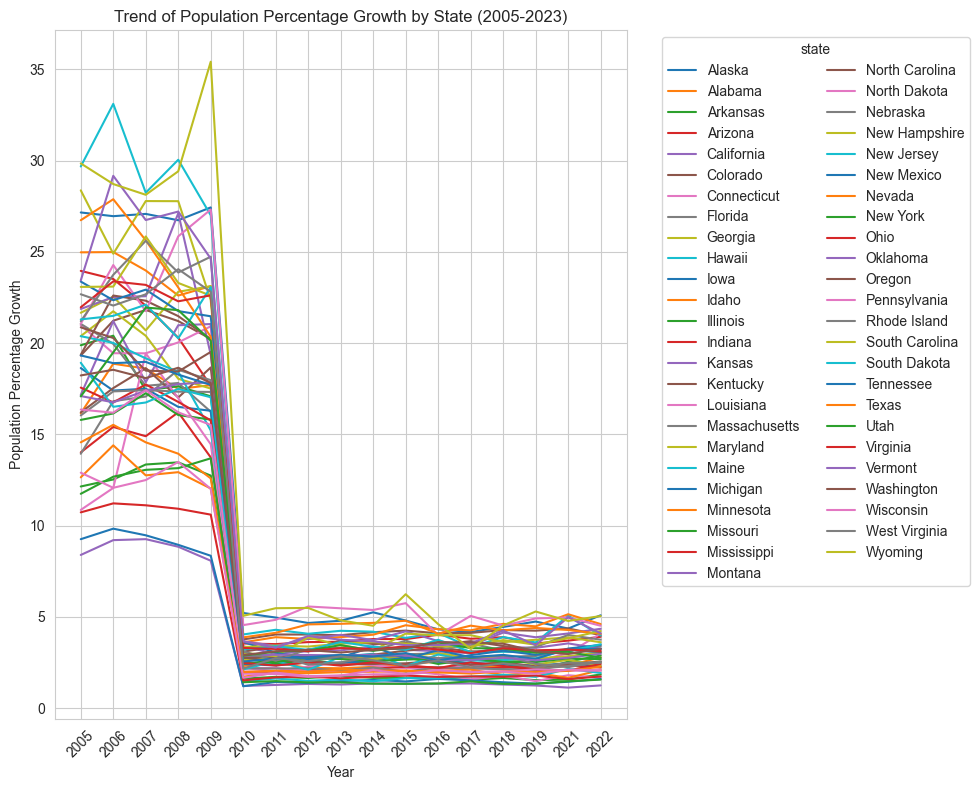 Trend of Population Percentage Growth by State (2005-2023)
Population Percentage Growth
35
30
25
20
15
10
5
0
2005
2006
2007
2008
2009
2010
2011
2012
2013
2014
2015
2016
2017
2018
2019
2021
2022
Year
state
Alaska
Alabama
Arkansas
Arizona
California
Colorado
Connecticut
Florida
Georgia
Hawaii
Iowa
Idaho
Illinois
Indiana
Kansas
Kentucky
Louisiana
Massachusetts
Maryland
Maine
Michigan
Minnesota
Missouri
Mississippi
Montana
North Carolina
North Dakota
Nebraska
New Hampshire
New Jersey
New Mexico
Nevada
New York
Ohio
Oklahoma
Oregon
Pennsylvania
Rhode Island
South Carolina
South Dakota
Tennessee
Texas
Utah
Virginia
Vermont
Washington
Wisconsin
West Virginia
Wyoming